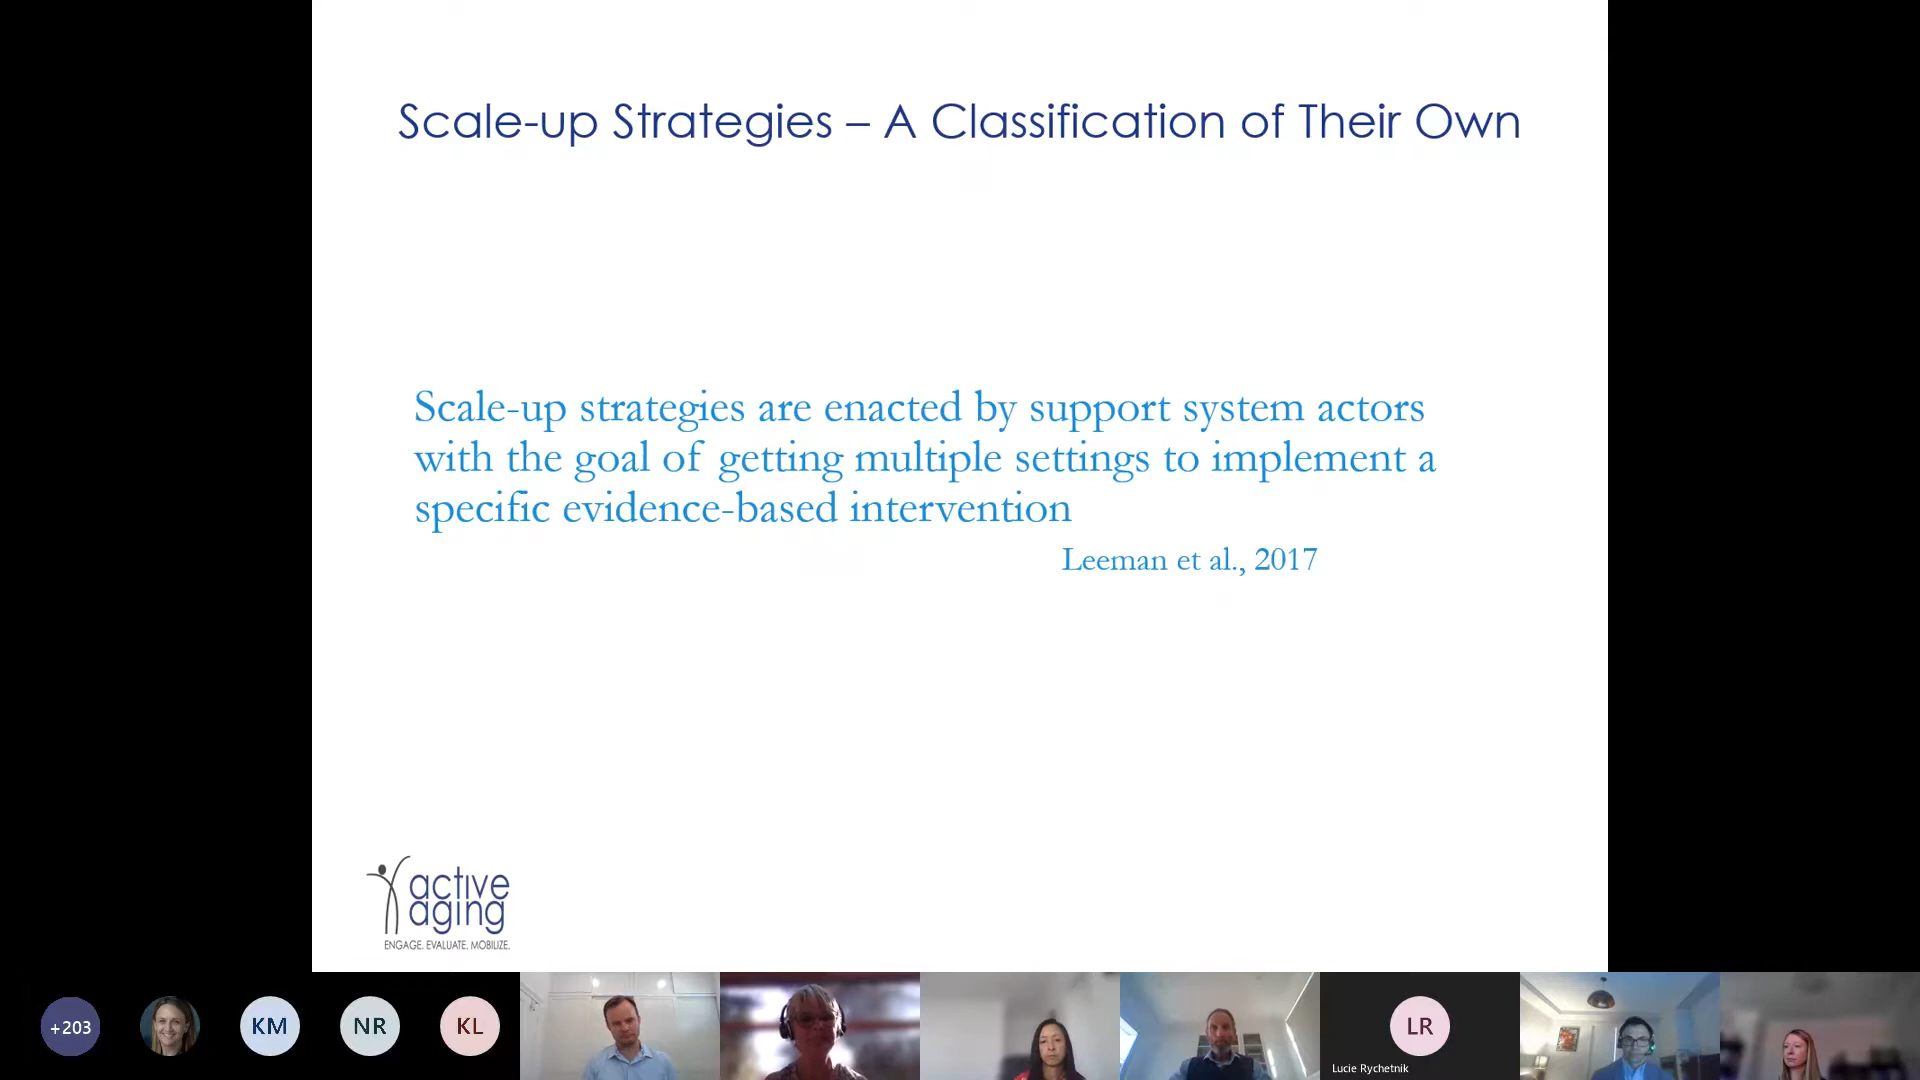 Scale-up Strategies – A Classification of Their Own
Scale-up strategies are enacted by support system actors
with the goal of getting multiple settings to implement a
specific evidence-based intervention
Leeman et al., 2017
active
aging
ENGAGE. EVALUATE. MOBILIZE.
+203
KM
NR
KL
LR
Lucie Rychetnik